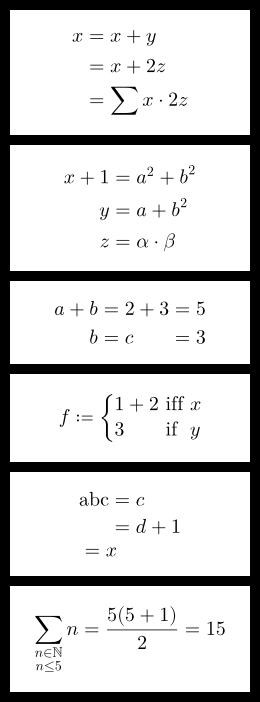 x = x + y
= x + 2z
= ∑ x · 2z
x + 1 = a² + b²
y = a + b²
z = α · β
a + b = 2 + 3 = 5
b = c = 3
f ≔ { 1 + 2 iff x
3 if y
abc = c
= d + 1
= x
∑_{n∈ℕ, n≤5} n = 5(5 + 1)/2 = 15